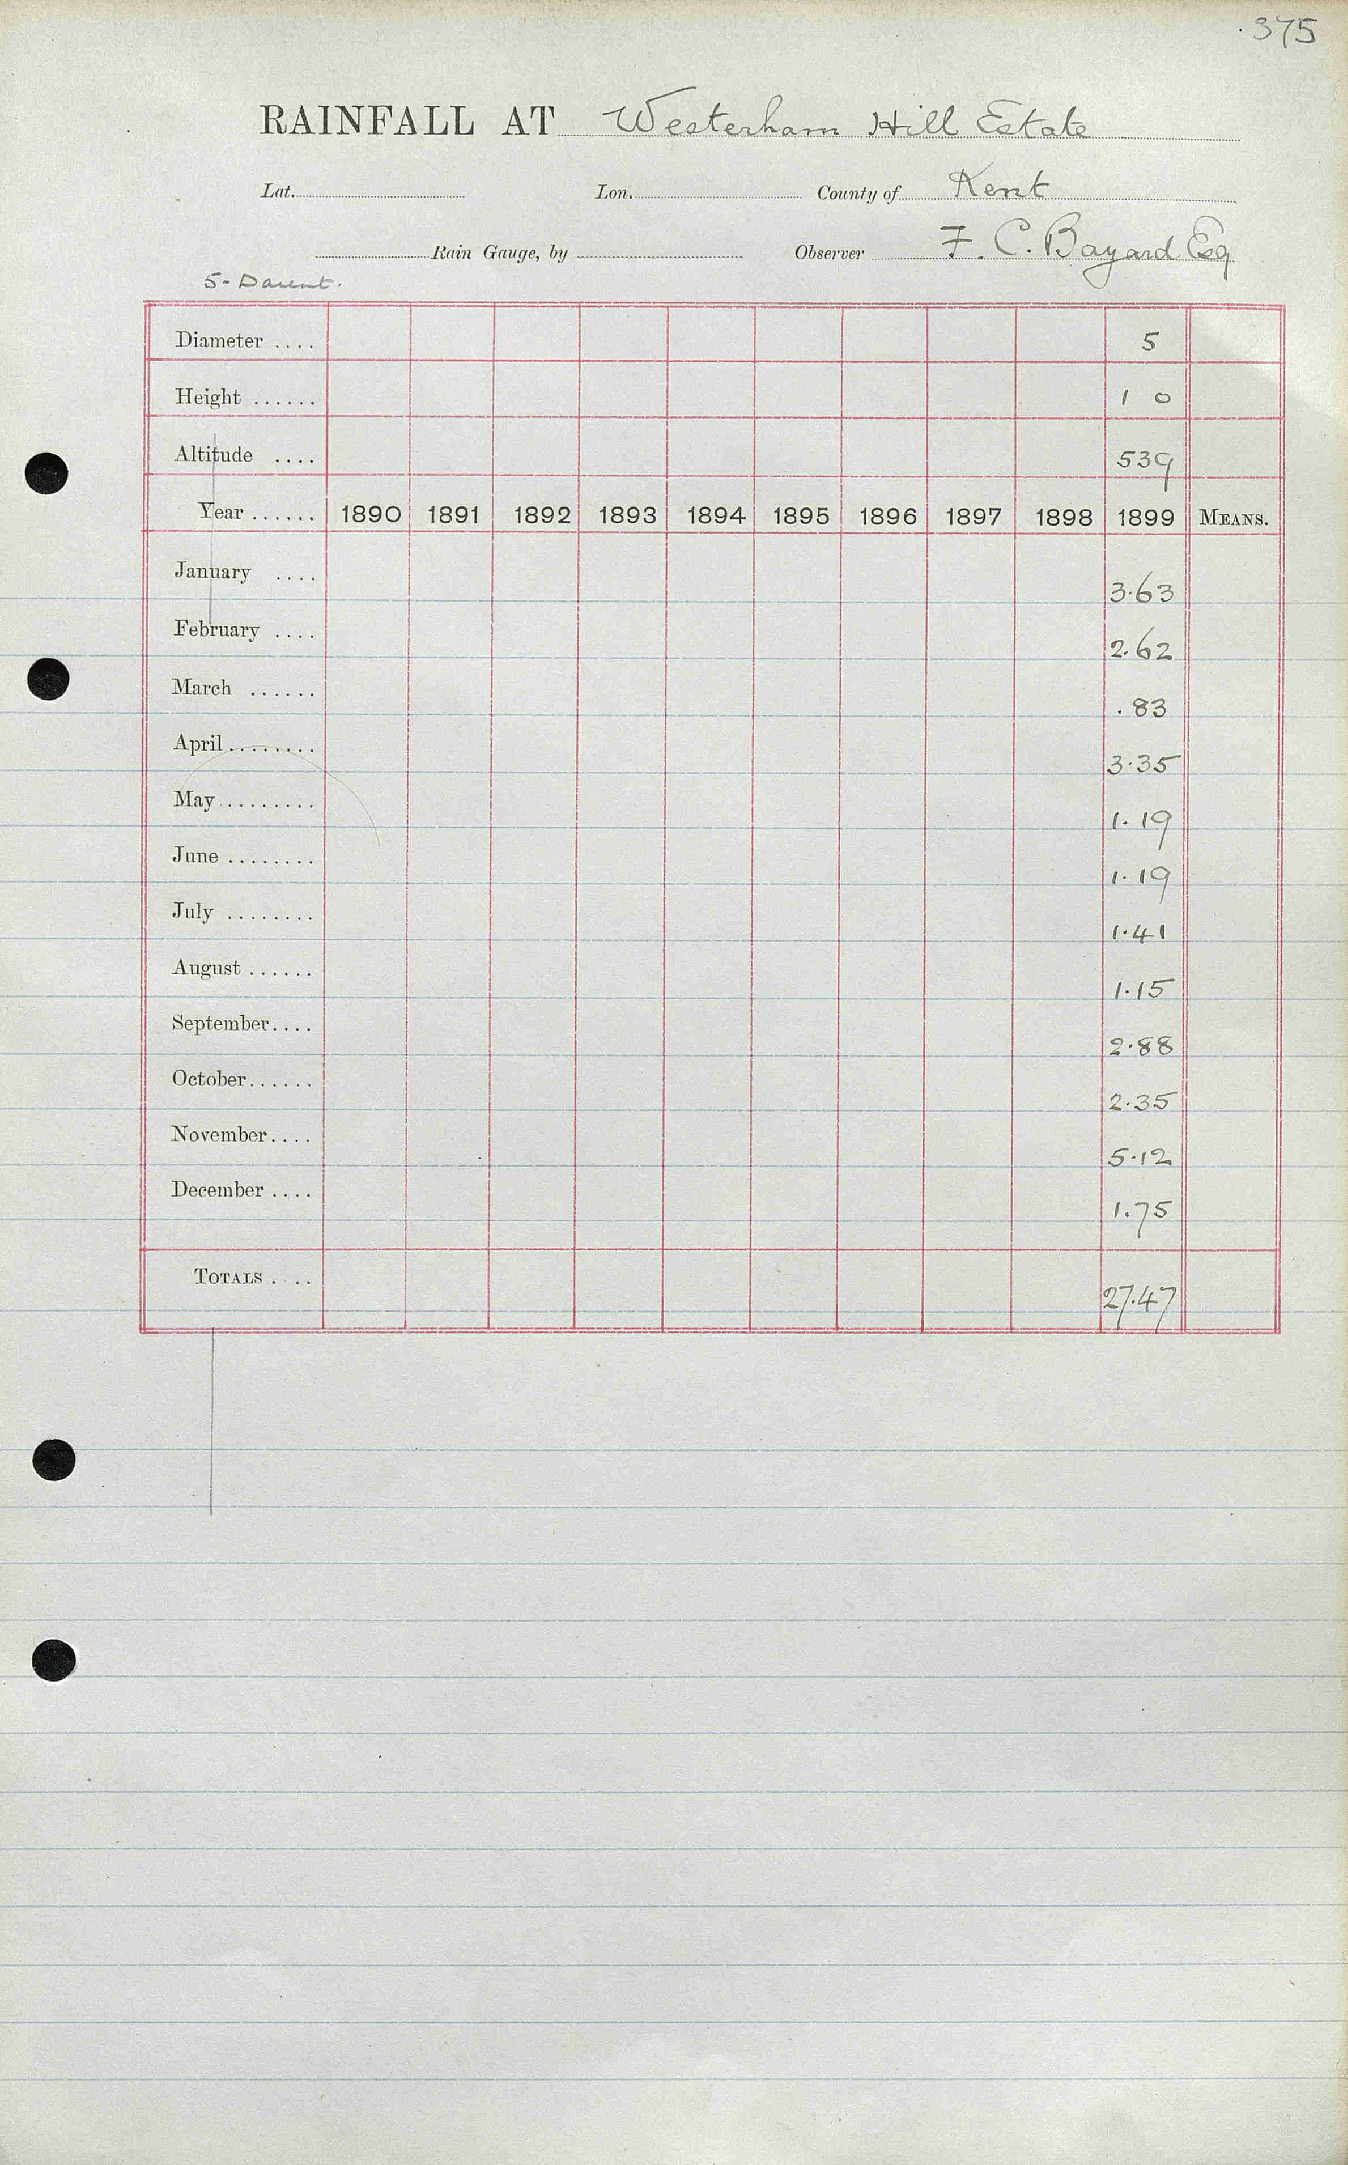 .375
RAINFALL AT Westerham Hill Estate
Lat. Lon. County of Kent
Rain Gauge, by Observer F. C. Bayard Esq
5- Darent.
Diameter .... 5
Height ...... 1 0
Altitude .... 539
Year ...... 1890 1891 1892 1893 1894 1895 1896 1897 1898 1899 MEANS.
January .... 3.63
February .... 2.62
March ...... .83
April ........ 3.35
May ......... 1.19
June ........ 1.19
July ........ 1.41
August ...... 1.15
September .... 2.88
October ...... 2.35
November .... 5.12
December .... 1.75
TOTALS .... 27.47